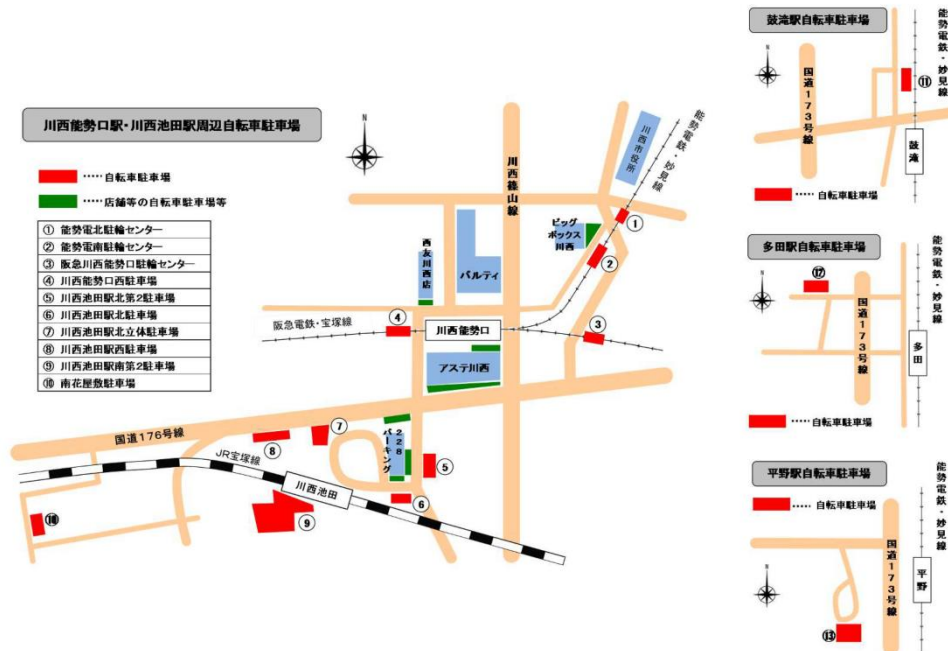 川西能勢口駅・川西池田駅周辺自転車駐車場
‥‥‥自転車駐車場
‥‥‥店舗等の自転車駐車場等
① 能勢電北駐輪センター
② 能勢電南駐輪センター
③ 阪急川西能勢口駐輪センター
④ 川西能勢口西駐車場
⑤ 川西池田駅北第2駐車場
⑥ 川西池田駅北駐車場
⑦ 川西池田駅北立体駐車場
⑧ 川西池田駅西駐車場
⑨ 川西池田駅南第2駐車場
⑩ 南花屋敷駐車場
N
川西篠山線
川西市役所
能勢電鉄・妙見線
①
ビッグ
ボックス
川西
②
西友川西店
パルティ
阪急電鉄・宝塚線
④
川西能勢口
③
アステ川西
国道176号線
⑧
⑦
228
パーキング
⑤
⑥
JR宝塚線
川西池田
⑨
⑩
鼓滝駅自転車駐車場
能勢電鉄・妙見線
N
国道173号線
⑪
鼓滝
‥‥‥ 自転車駐車場
多田駅自転車駐車場
能勢電鉄・妙見線
⑰
N
国道173号線
多田
‥‥‥ 自転車駐車場
平野駅自転車駐車場
能勢電鉄・妙見線
‥‥‥ 自転車駐車場
国道173号線
N
平野
⑬